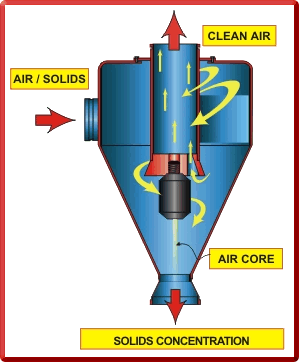 CLEAN AIR
AIR / SOLIDS
AIR CORE
SOLIDS CONCENTRATION